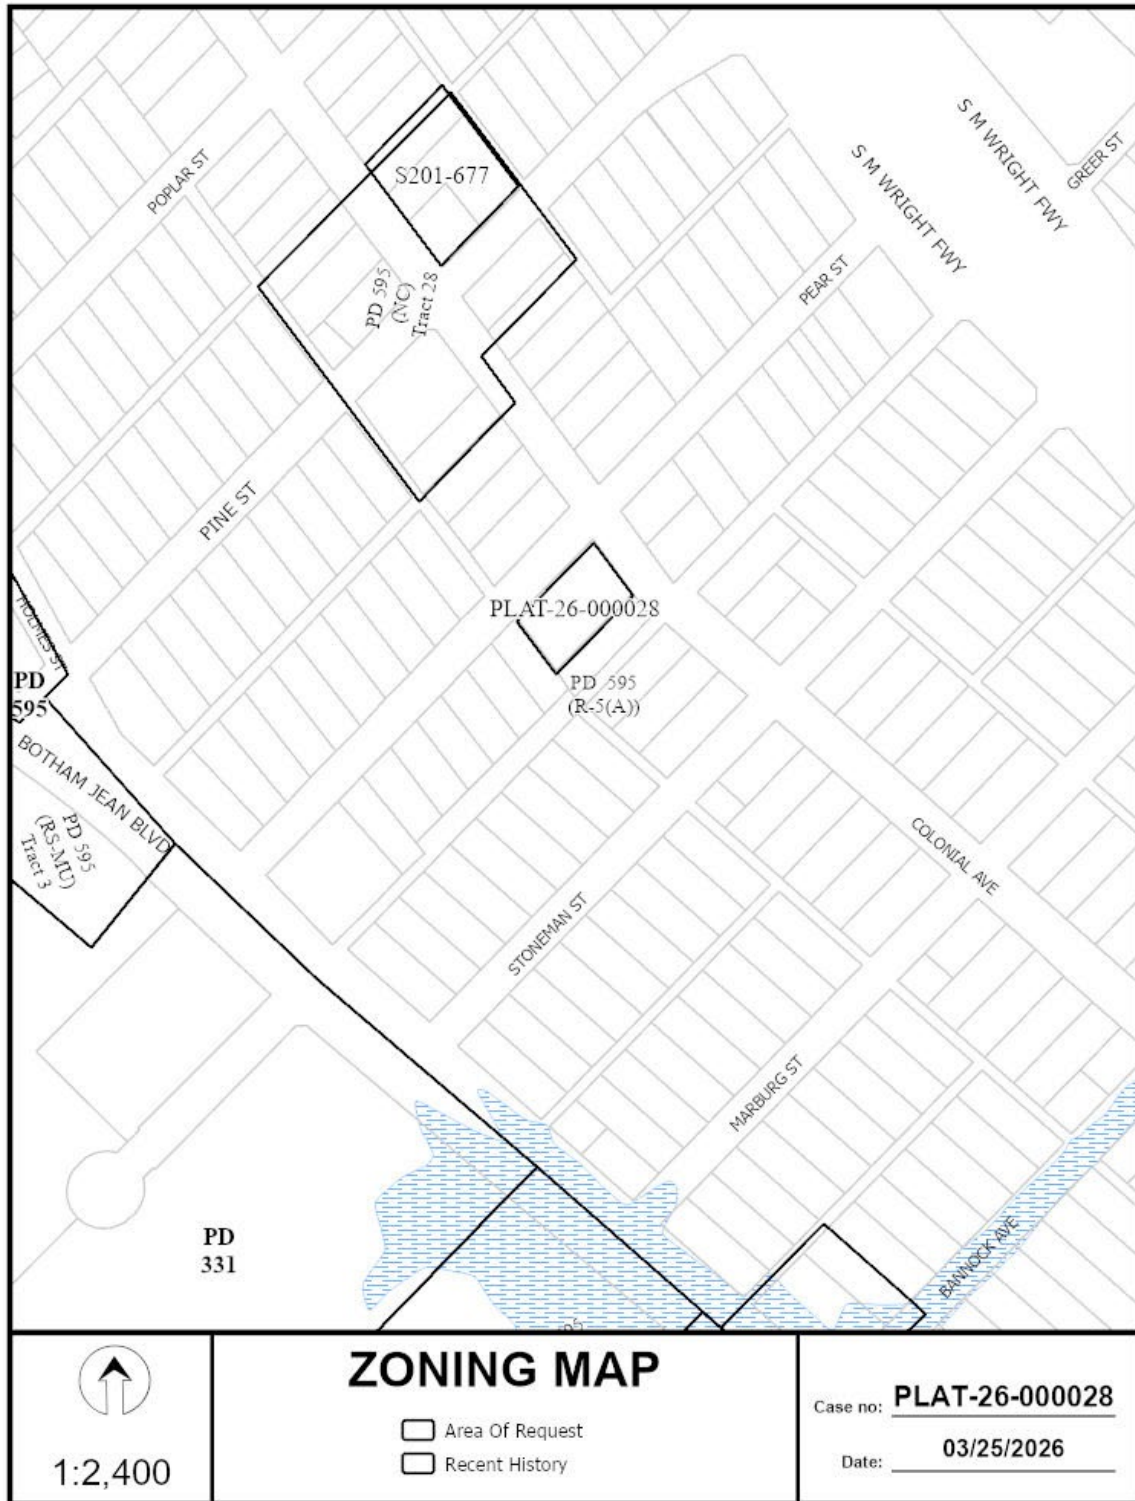 S M WRIGHT FWY
GREER ST
S M WRIGHT FWY
POPLAR ST
S201-677
PEAR ST
PD 595
(NC)
Tract 28
PINE ST
PLAT-26-000028
HOLMES ST
PD
595
PD 595
(R-5(A))
BOTHAM JEAN BLVD
PD 595
(RS-MU)
Tract 3
COLONIAL AVE
STONEMAN ST
MARBURG ST
PD
331
BANNOCK AVE
1:2,400
ZONING MAP
Area Of Request
Recent History
Case no: PLAT-26-000028
Date: 03/25/2026